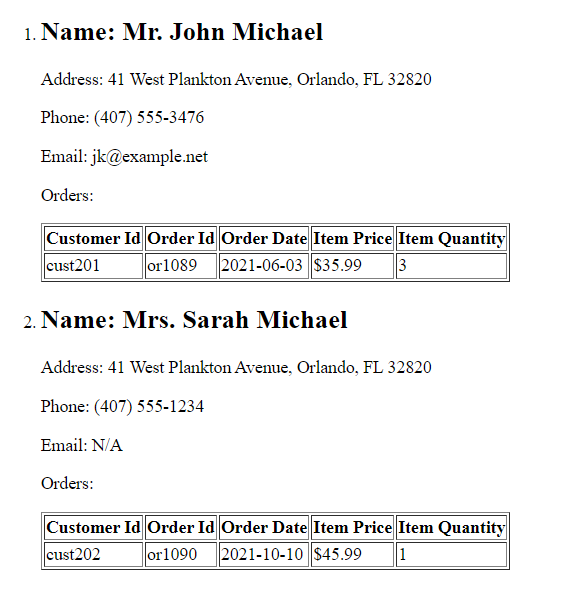 1. Name: Mr. John Michael
Address: 41 West Plankton Avenue, Orlando, FL 32820
Phone: (407) 555-3476
Email: jk@example.net
Orders:
Customer Id Order Id Order Date Item Price Item Quantity
cust201 or1089 2021-06-03 $35.99 3
2. Name: Mrs. Sarah Michael
Address: 41 West Plankton Avenue, Orlando, FL 32820
Phone: (407) 555-1234
Email: N/A
Orders:
Customer Id Order Id Order Date Item Price Item Quantity
cust202 or1090 2021-10-10 $45.99 1